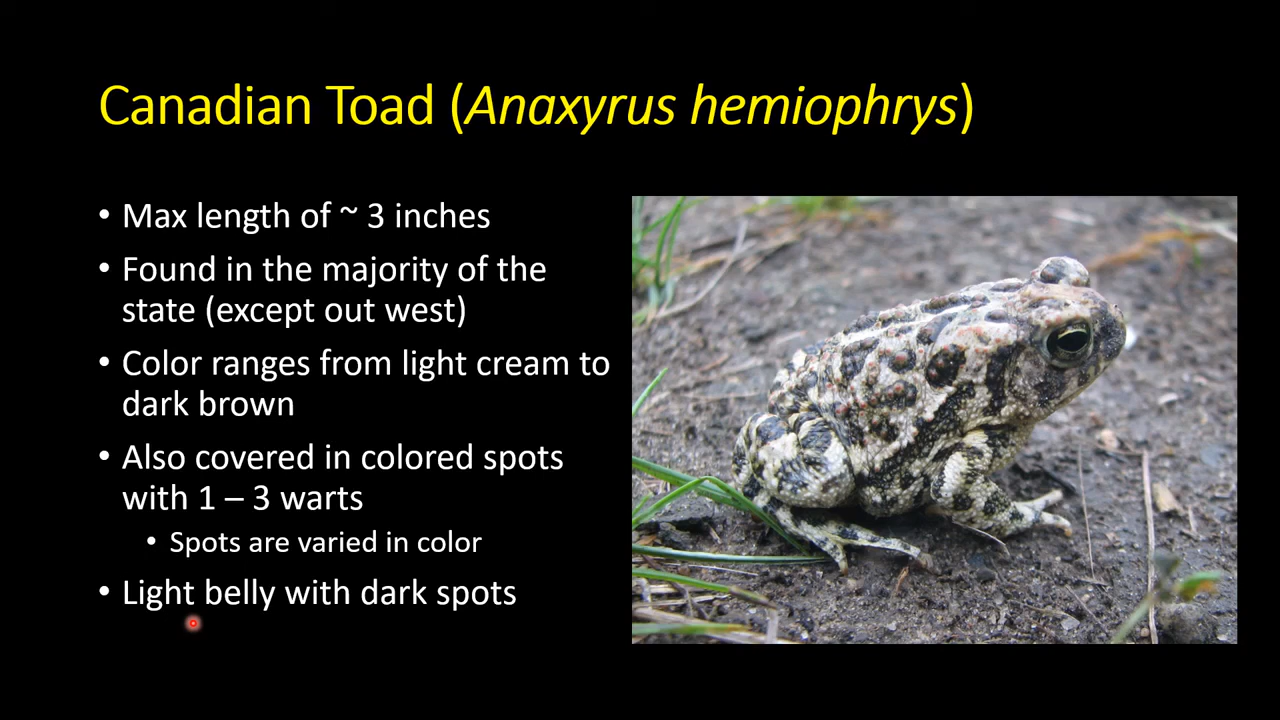 Canadian Toad (Anaxyrus hemiophrys)
• Max length of ~ 3 inches
• Found in the majority of the
state (except out west)
• Color ranges from light cream to
dark brown
• Also covered in colored spots
with 1 – 3 warts
• Spots are varied in color
• Light belly with dark spots